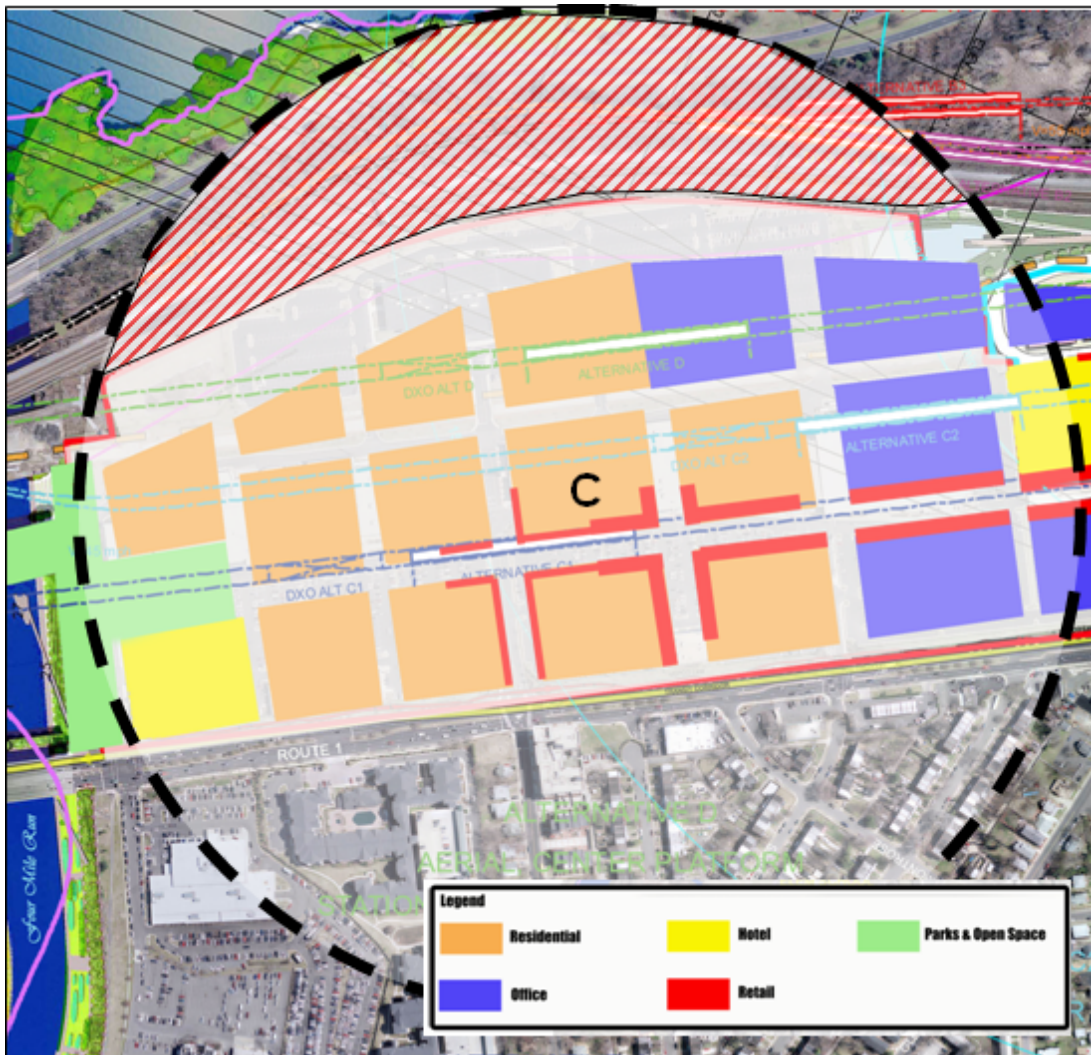 ALTERNATIVE D
DXO ALT D
ALTERNATIVE C2
DXO ALT C2
C
ALTERNATIVE C1
DXO ALT C1
ROUTE 1
ALTERNATIVE D
AERIAL CENTER PLATFORM
STATION
Four Mile Run
Legend
Residential
Hotel
Parks & Open Space
Office
Retail